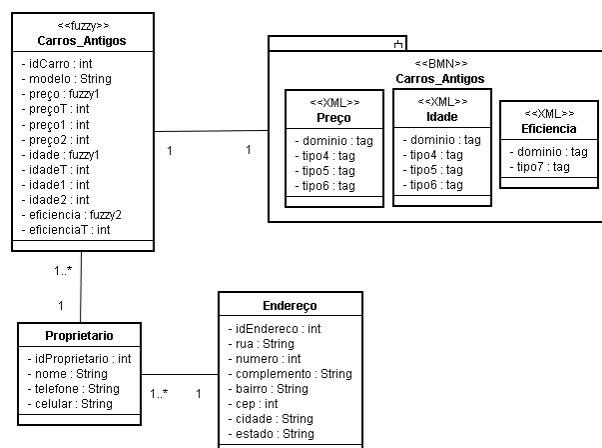 <<fuzzy>>
Carros_Antigos
- idCarro : int
- modelo : String
- preço : fuzzy1
- preçoT : int
- preço1 : int
- preço2 : int
- idade : fuzzy1
- idadeT : int
- idade1 : int
- idade2 : int
- eficiencia : fuzzy2
- eficienciaT : int
1
1
<<BMN>>
Carros_Antigos
<<XML>>
Preço
- dominio : tag
- tipo4 : tag
- tipo5 : tag
- tipo6 : tag
<<XML>>
Idade
- dominio : tag
- tipo4 : tag
- tipo5 : tag
- tipo6 : tag
<<XML>>
Eficiencia
- dominio : tag
- tipo7 : tag
1..*
1
Proprietario
- idProprietario : int
- nome : String
- telefone : String
- celular : String
1..*
1
Endereço
- idEndereco : int
- rua : String
- numero : int
- complemento : String
- bairro : String
- cep : int
- cidade : String
- estado : String